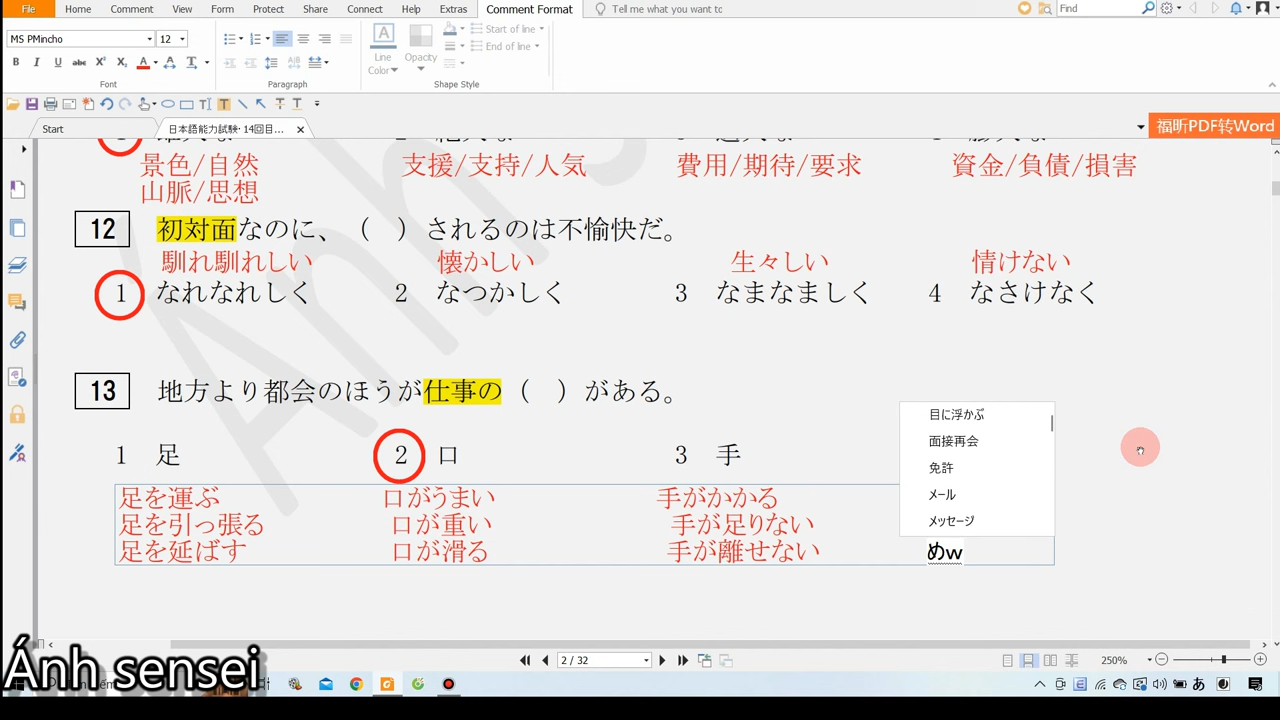 File Home Comment View Form Protect Share Connect Help Extras Comment Format Tell me what you want to Find
MS PMincho 12 Start of line
End of line
Line Color Opacity
Font Paragraph Shape Style
Start 日本語能力試験· 14回目... 福昕PDF转Word
景色/自然 支援/支持/人気 費用/期待/要求 資金/負債/損害
山脈/思想
12 初対面なのに、（ ）されるのは不愉快だ。
馴れ馴れしい 懐かしい 生々しい 情けない
1 なれなれしく 2 なつかしく 3 なまなましく 4 なさけなく
13 地方より都会のほうが仕事の（ ）がある。
1 足 2 口 3 手
足を運ぶ 口がうまい 手がかかる
足を引っ張る 口が重い 手が足りない
足を延ばす 口が滑る 手が離せない めw
目に浮かぶ
面接再会
免許
メール
メッセージ
2 / 32 250%
Ánh sensei
あ